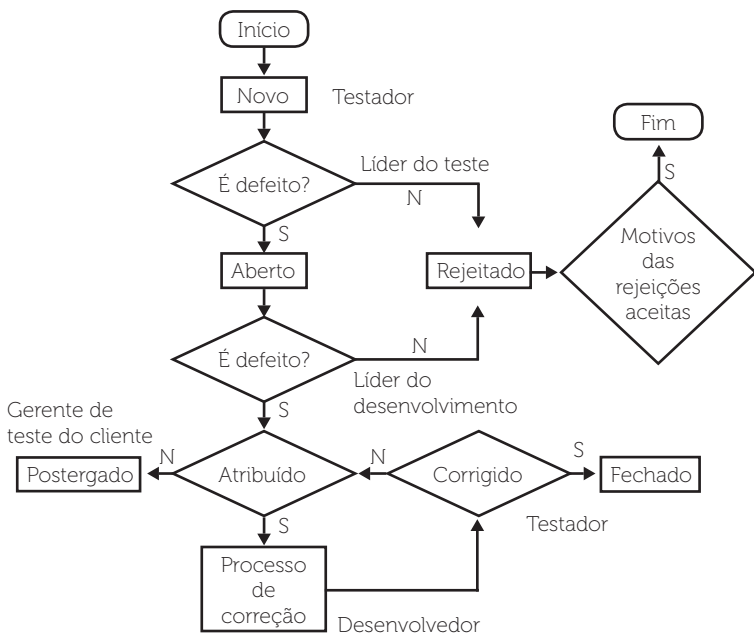 Início
Novo
Testador
Fim
É defeito?
Líder do teste
N
S
S
Aberto
Rejeitado
Motivos
das
rejeições
aceitas
É defeito?
N
Líder do
desenvolvimento
S
Gerente de
teste do cliente
Postergado
N
Atribuído
N
Corrigido
S
Fechado
Testador
S
Processo
de
correção
Desenvolvedor